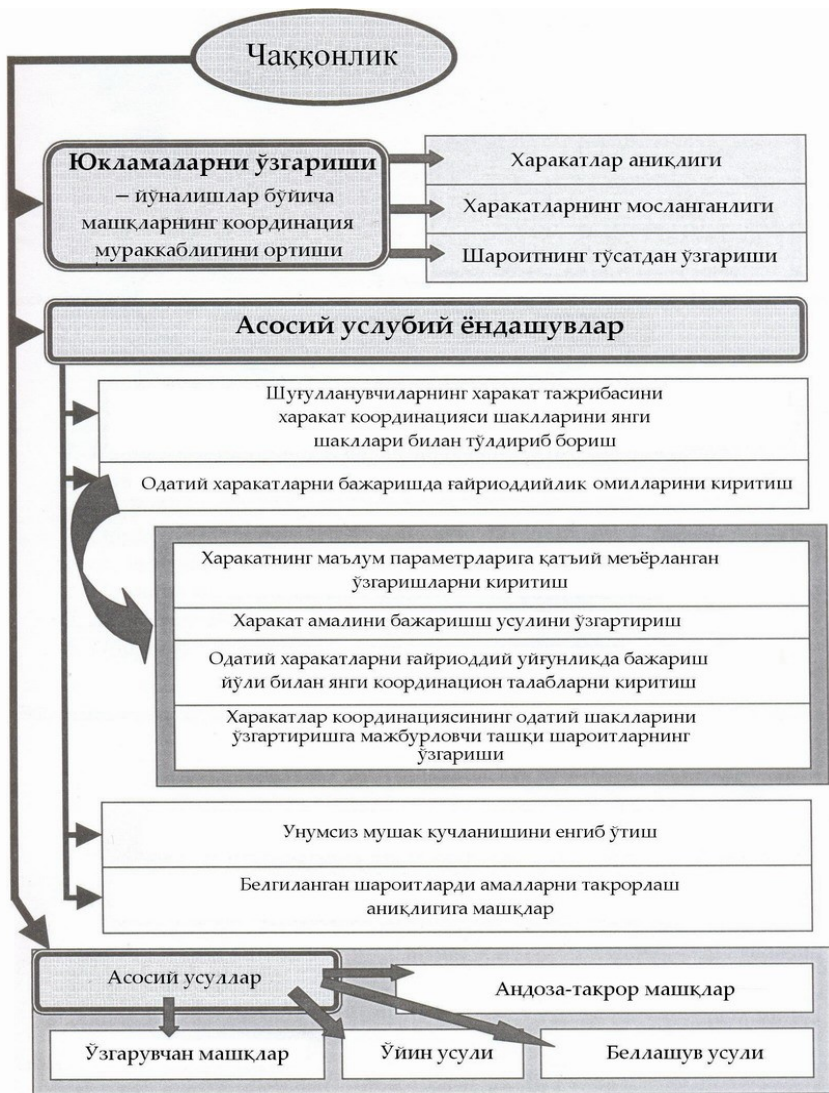 Чаққонлик
Юкламаларни ўзгариши
– йўналишлар бўйича
машқларнинг координация
мураккаблигини ортиши
Харакатлар аниқлиги
Харакатларнинг мосланганлиги
Шароитнинг тўсатдан ўзгариши
Асосий услубий ёндашувлар
Шуғулланувчиларнинг харакат тажрибасини
харакат координацияси шаклларини янги
шакллари билан тўлдириб бориш
Одатий харакатларни бажаришда ғайриоддийлик омилларини киритиш
Харакатнинг маълум параметрларига қатъий меъёрланган
ўзгаришларни киритиш
Харакат амалини бажаришш усулини ўзгартириш
Одатий харакатларни ғайриоддий уйғунликда бажариш
йўли билан янги координацион талабларни киритиш
Харакатлар координациясининг одатий шаклларини
ўзгартиришга мажбурловчи ташқи шароитларнинг
ўзгариши
Унумсиз мушак кучланишини енгиб ўтиш
Белгиланган шароитларди амалларни такрорлаш
аниқлигига машқлар
Асосий усуллар
Андоза-такрор машқлар
Ўзгарувчан машқлар
Ўйин усули
Беллашув усули